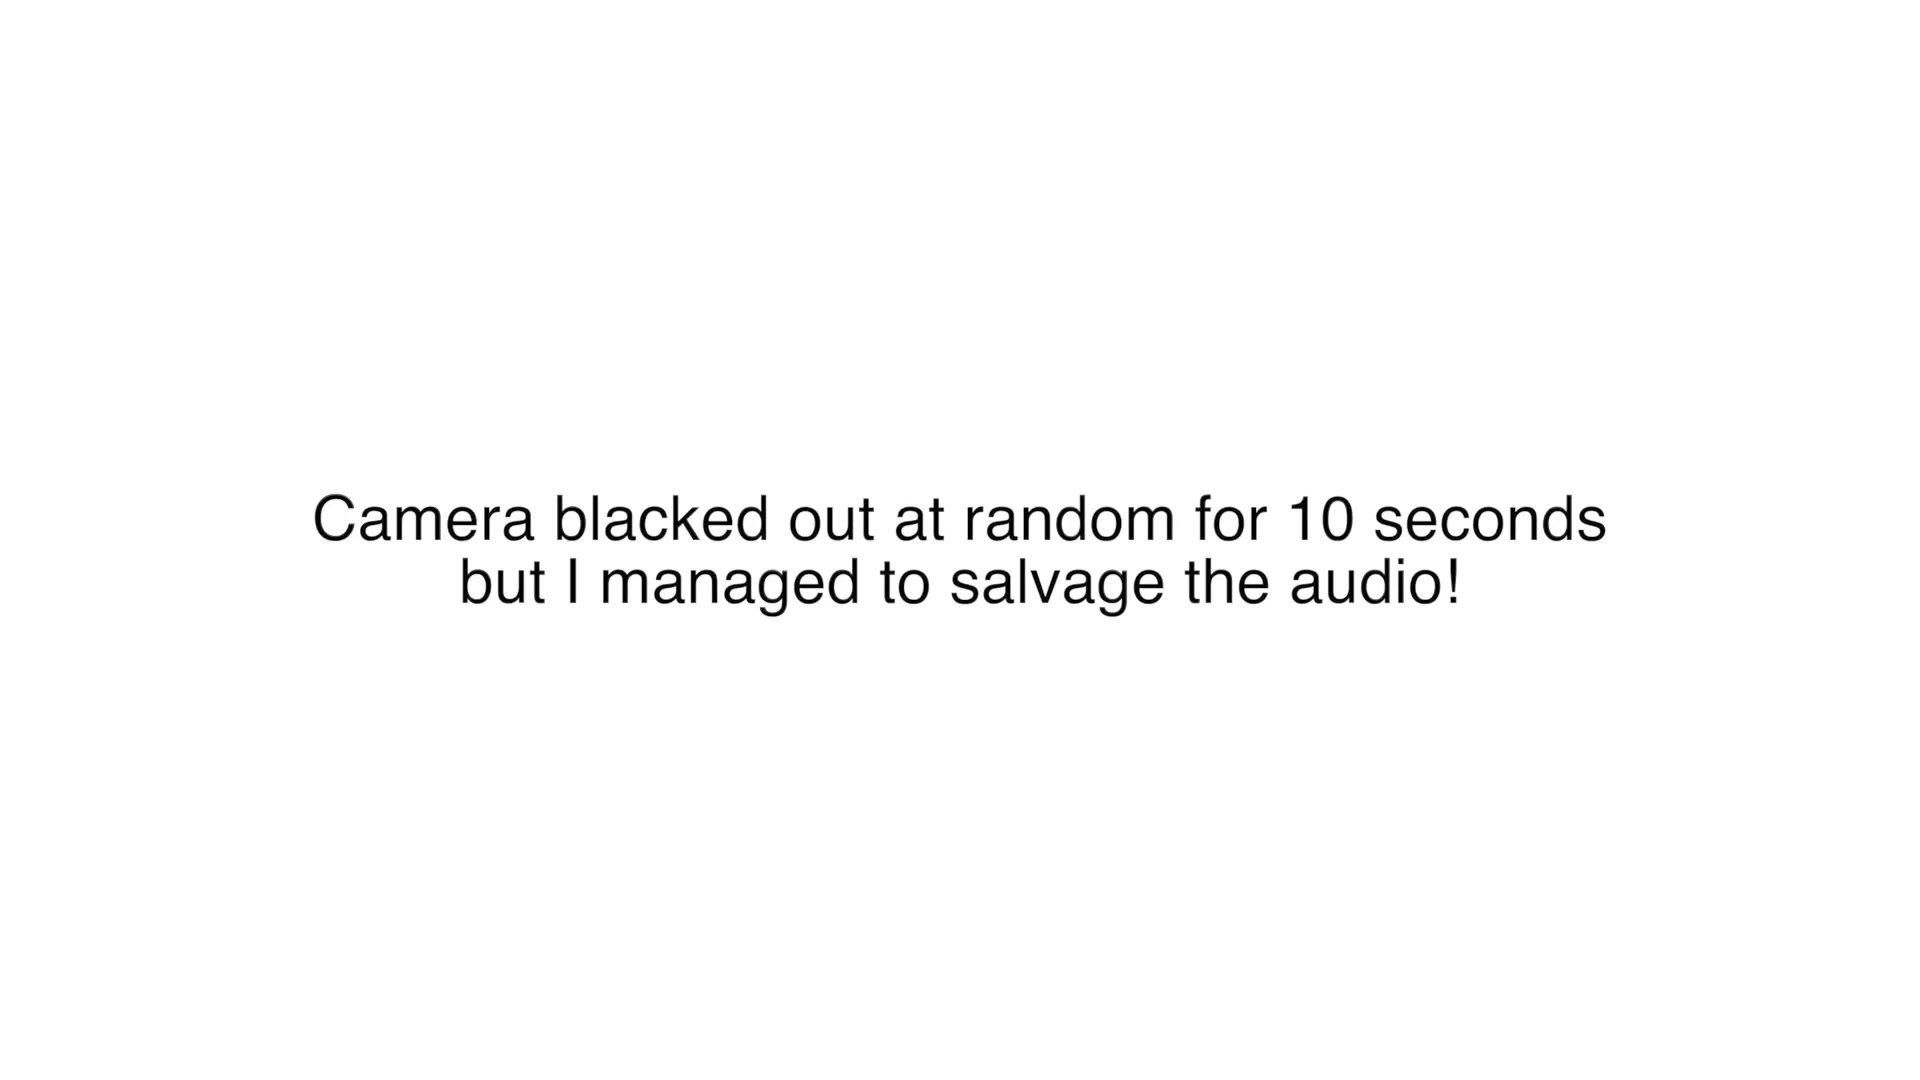 Camera blacked out at random for 10 seconds
but I managed to salvage the audio!